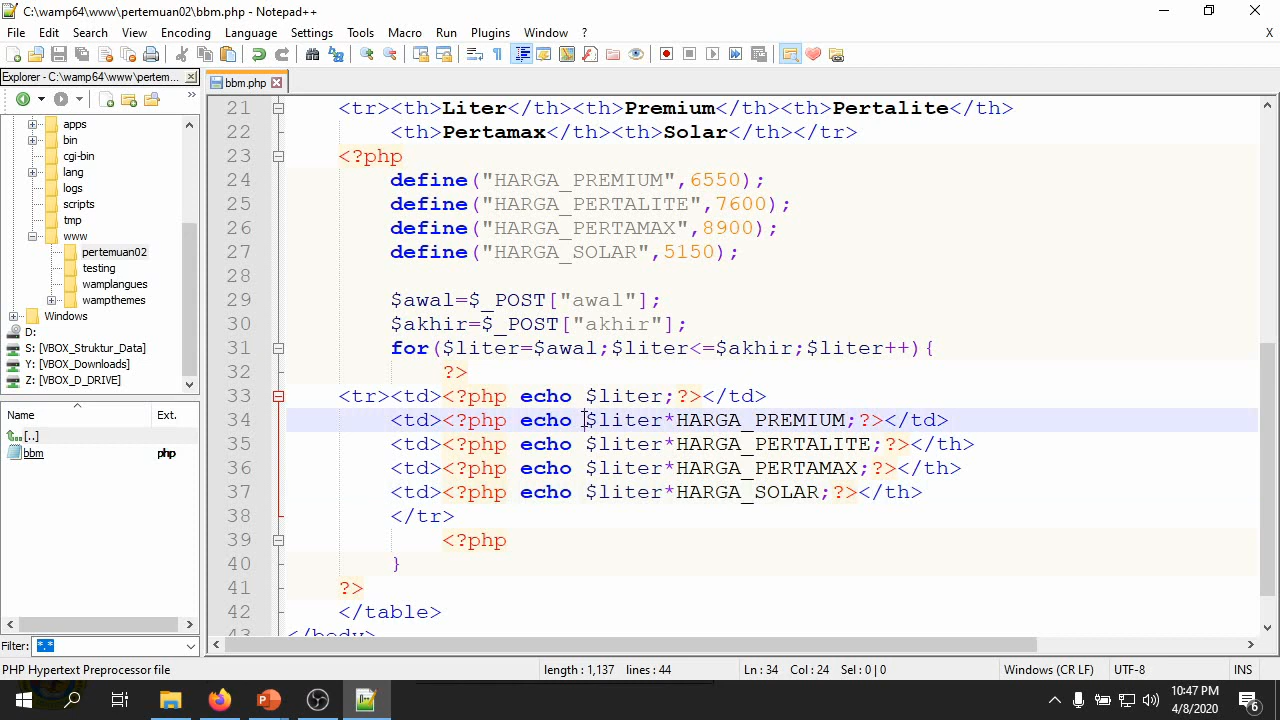 C:\wamp64\www\pertemuan02\bbm.php - Notepad++
File Edit Search View Encoding Language Settings Tools Macro Run Plugins Window ? X
Explorer - C:\wamp64\www\pertem...
bbm.php
apps
bin
cgi-bin
lang
logs
scripts
tmp
www
pertemuan02
testing
wamplangues
wampthemes
Windows
D:
S: [VBOX_Struktur_Data]
Y: [VBOX_Downloads]
Z: [VBOX_D_DRIVE]
Name Ext.
[..]
bbm php
Filter: *.*
21 <tr><th>Liter</th><th>Premium</th><th>Pertalite</th>
22 <th>Pertamax</th><th>Solar</th></tr>
23 <?php
24 define("HARGA_PREMIUM",6550);
25 define("HARGA_PERTALITE",7600);
26 define("HARGA_PERTAMAX",8900);
27 define("HARGA_SOLAR",5150);
28
29 $awal=$_POST["awal"];
30 $akhir=$_POST["akhir"];
31 for($liter=$awal;$liter<=$akhir;$liter++){
32 ?>
33 <tr><td><?php echo $liter;?></td>
34 <td><?php echo $liter*HARGA_PREMIUM;?></td>
35 <td><?php echo $liter*HARGA_PERTALITE;?></th>
36 <td><?php echo $liter*HARGA_PERTAMAX;?></th>
37 <td><?php echo $liter*HARGA_SOLAR;?></th>
38 </tr>
39 <?php
40 }
41 ?>
42 </table>
43 </body>
PHP Hypertext Preprocessor file length : 1,137 lines : 44 Ln : 34 Col : 24 Sel : 0 | 0 Windows (CR LF) UTF-8 INS
10:47 PM
4/8/2020
6